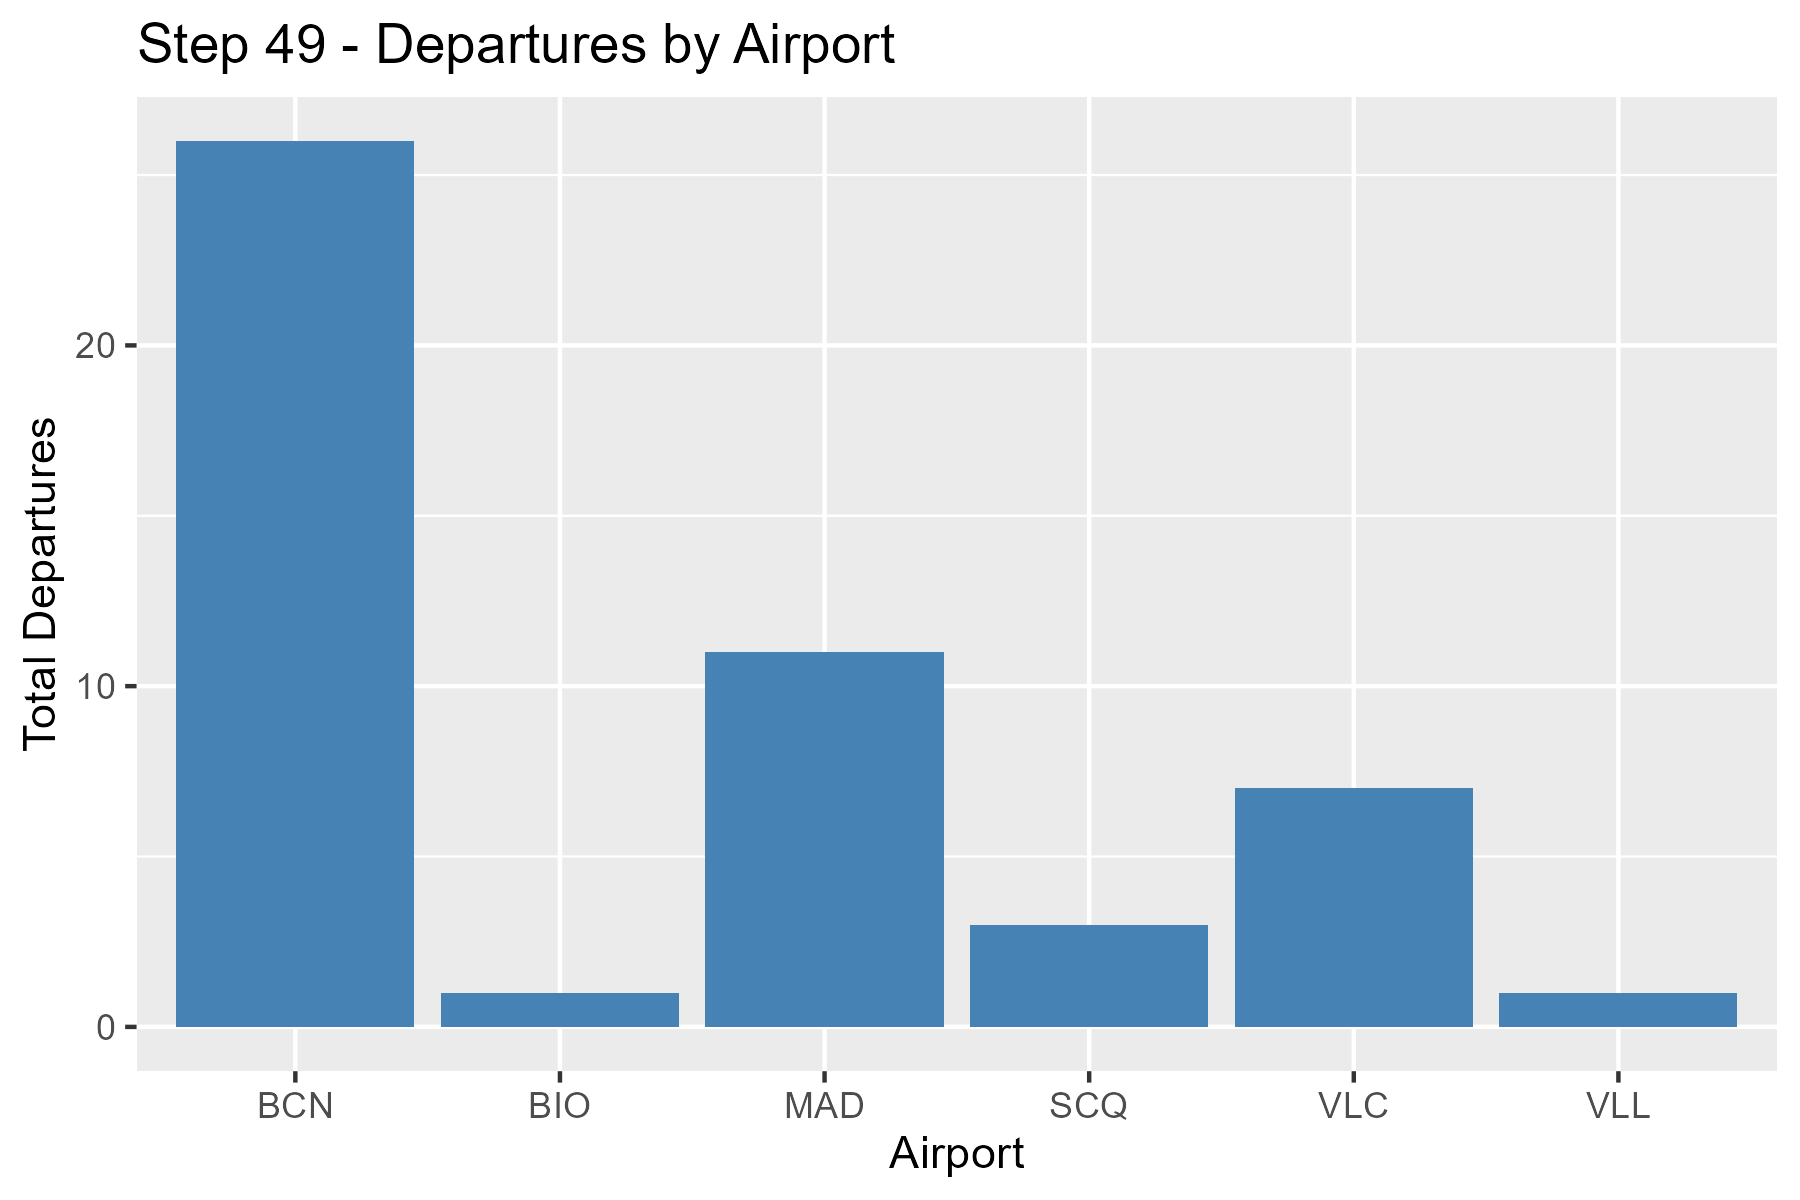 Step 49 - Departures by Airport
Total Departures
20
10
0
BCN BIO MAD SCQ VLC VLL
Airport